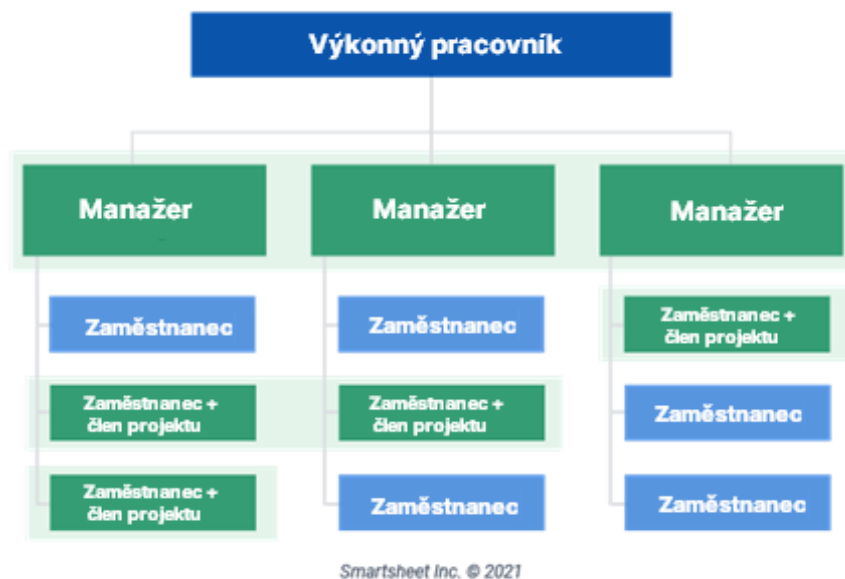 Výkonný pracovník
Manažer
Manažer
Manažer
Zaměstnanec
Zaměstnanec
Zaměstnanec +
člen projektu
Zaměstnanec +
člen projektu
Zaměstnanec +
člen projektu
Zaměstnanec
Zaměstnanec +
člen projektu
Zaměstnanec
Zaměstnanec
Smartsheet Inc. © 2021